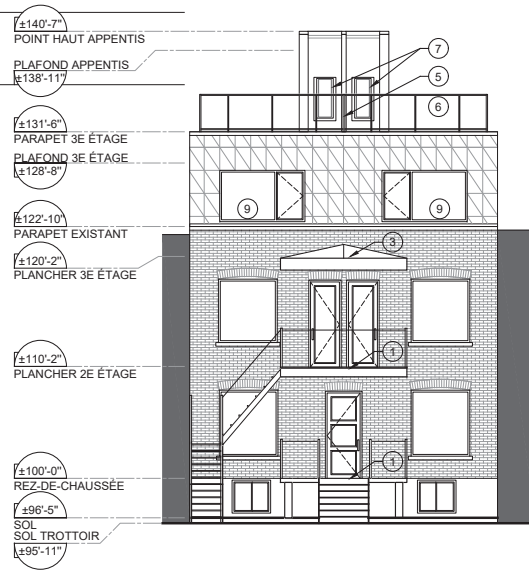 ±140'-7"
POINT HAUT APPENTIS
PLAFOND APPENTIS
±138'-11"
7
5
6
±131'-6"
PARAPET 3E ÉTAGE
PLAFOND 3E ÉTAGE
±128'-8"
9
9
±122'-10"
PARAPET EXISTANT
3
±120'-2"
PLANCHER 3E ÉTAGE
1
±110'-2"
PLANCHER 2E ÉTAGE
1
±100'-0"
REZ-DE-CHAUSSÉE
±96'-5"
SOL
SOL TROTTOIR
±95'-11"